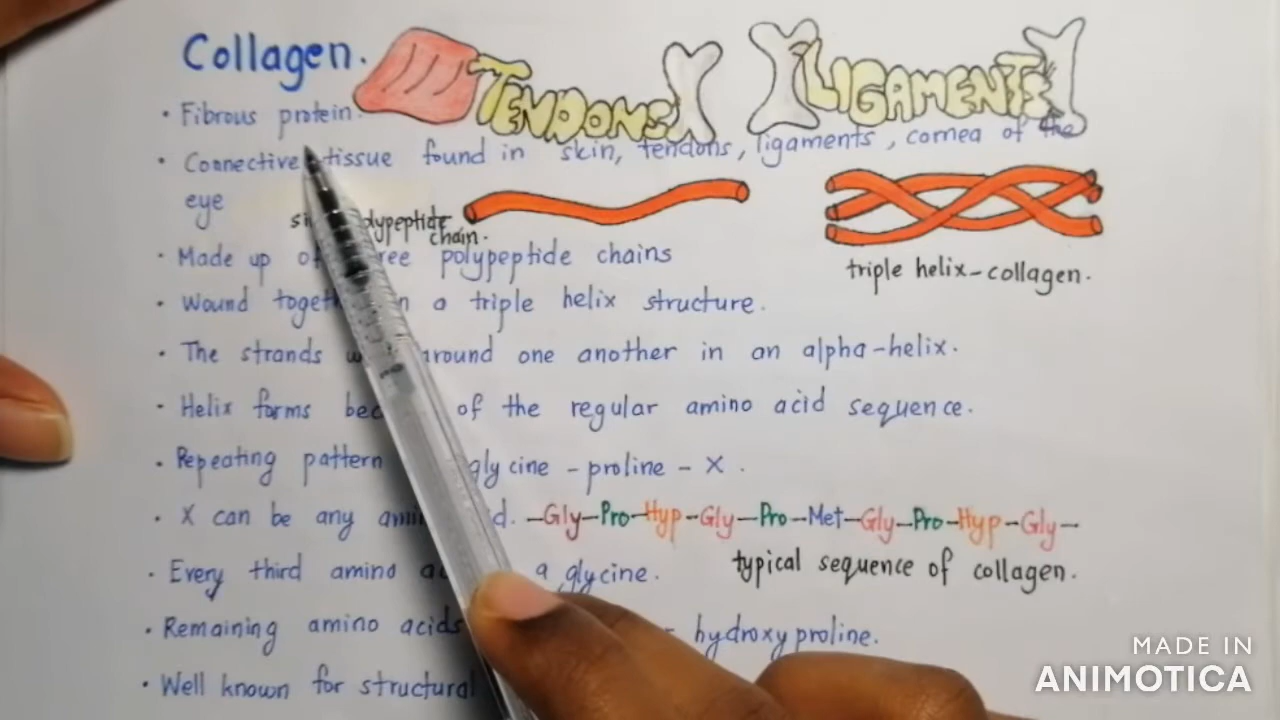 Collagen.
TENDONS
LIGAMENTS
• Fibrous protein.
• Connective tissue found in skin, tendons, ligaments, cornea of the
eye
polypeptide
chain.
triple helix-collagen.
• Made up three polypeptide chains
• Wound in a triple helix structure.
• The strands around one another in an alpha-helix.
• Helix forms of the regular amino acid sequence.
• Repeating pattern glycine - proline - X .
• X can be any
-Gly-Pro-Hyp-Gly-Pro-Met-Gly-Pro-Hyp-Gly-
typical sequence of collagen.
• Every third amino a glycine.
• Remaining amino acids hydroxyproline.
• Well known for structural
MADE IN
ANIMOTICA